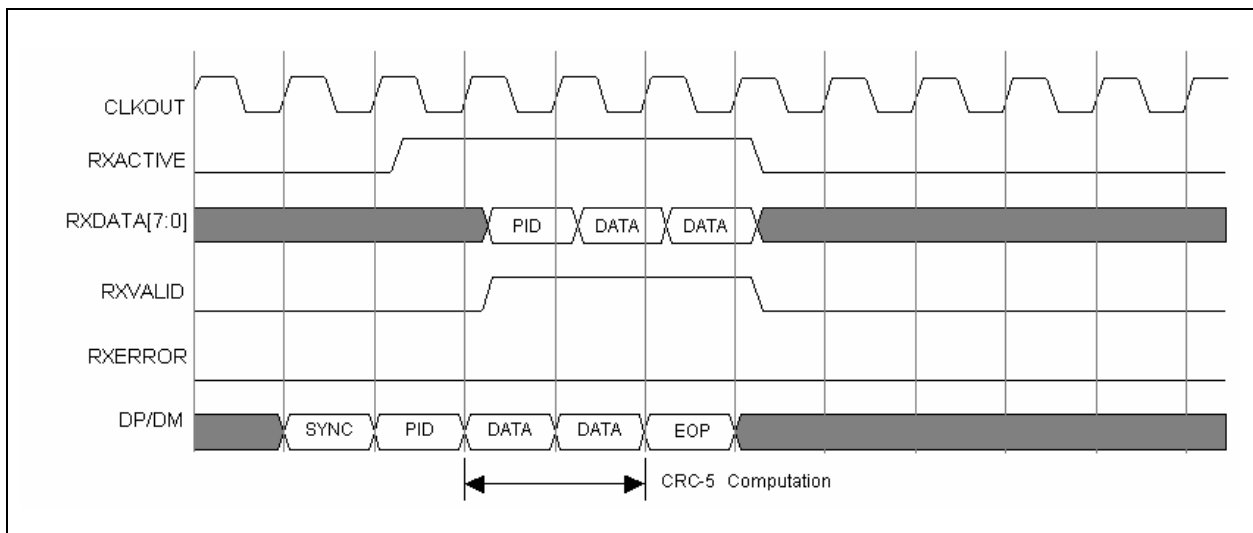 CLKOUT
RXACTIVE
RXDATA[7:0] PID DATA DATA
RXVALID
RXERROR
DP/DM SYNC PID DATA DATA EOP
CRC-5 Computation